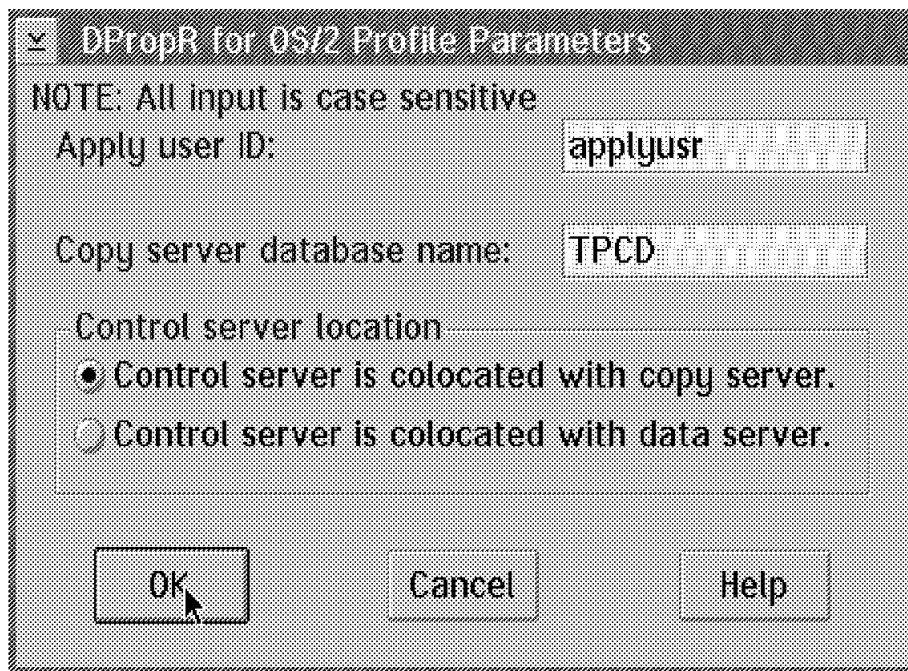 DPropR for OS/2 Profile Parameters
NOTE: All input is case sensitive
Apply user ID: applyusr
Copy server database name: TPCD
Control server location
Control server is colocated with copy server.
Control server is colocated with data server.
OK Cancel Help